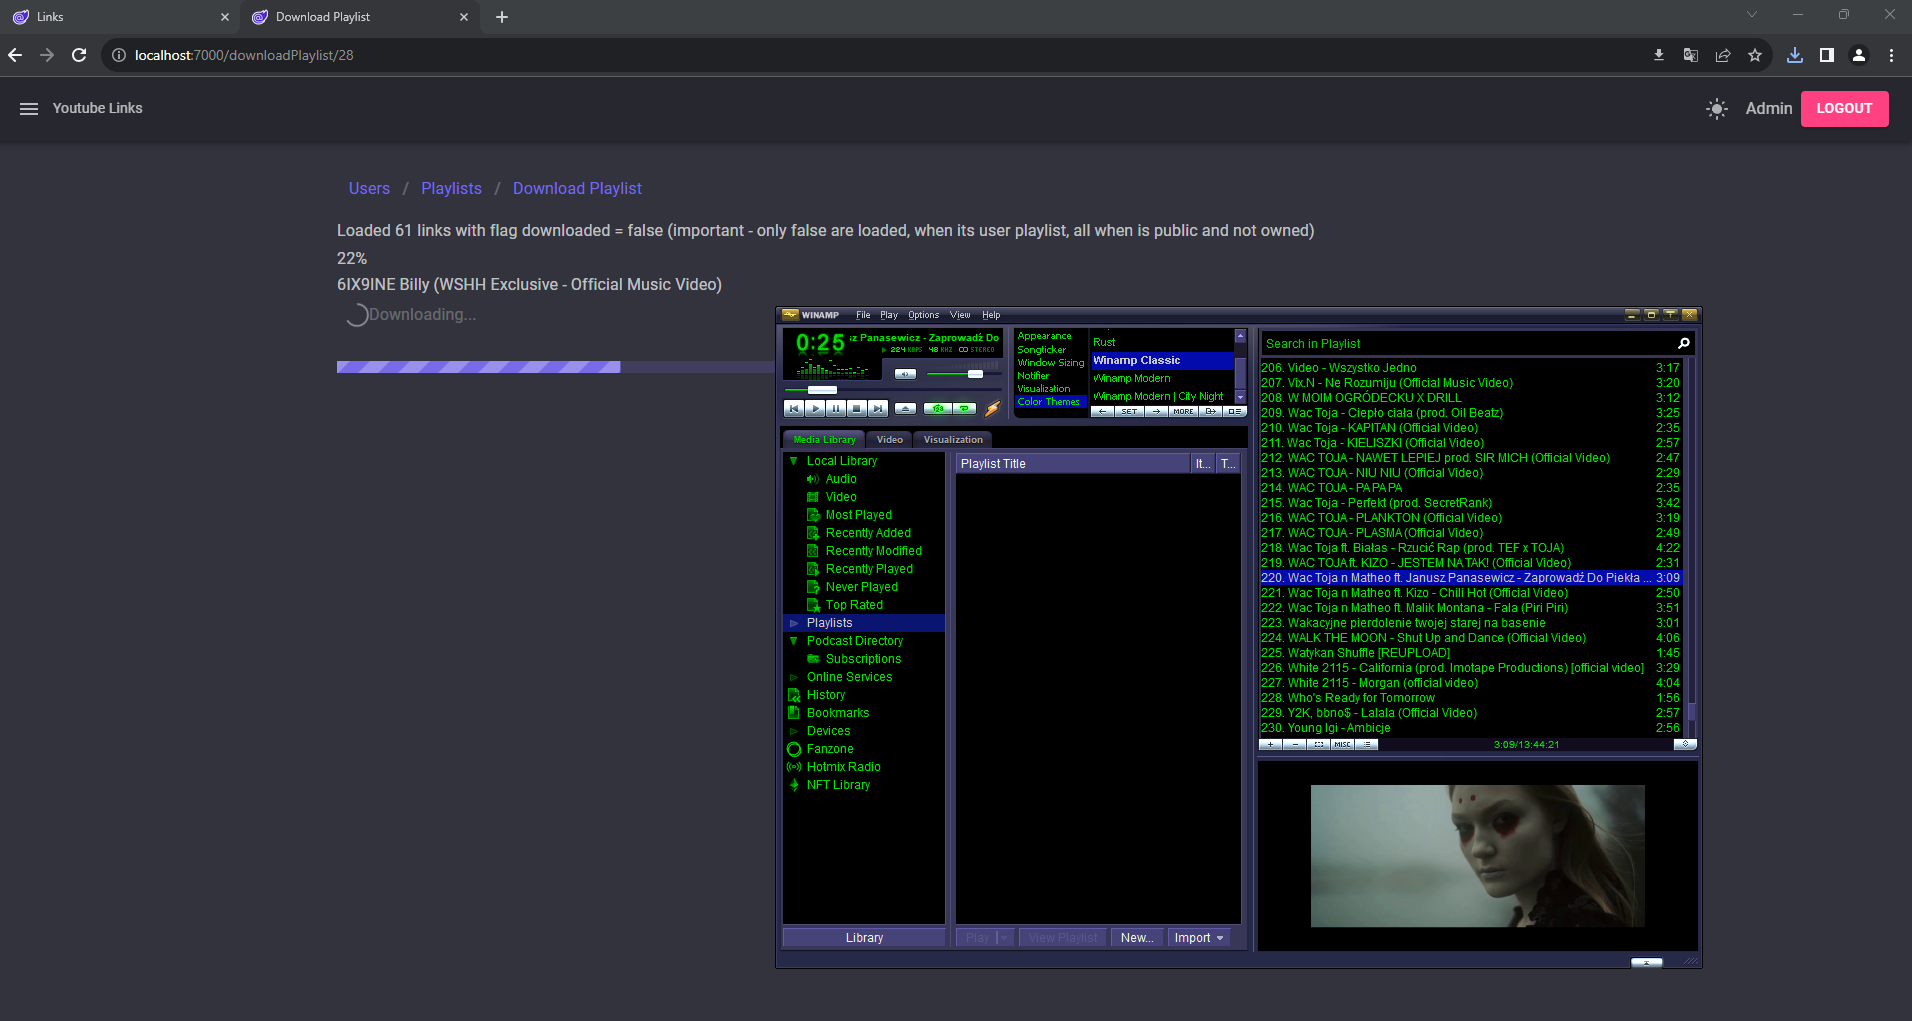 Links
Download Playlist
localhost:7000/downloadPlaylist/28
Youtube Links
Admin
LOGOUT
Users / Playlists / Download Playlist
Loaded 61 links with flag downloaded = false (important - only false are loaded, when its user playlist, all when is public and not owned)
22%
6IX9INE Billy (WSHH Exclusive - Official Music Video)
Downloading...
WINAMP File Play Options View Help
0:25
z Panasewicz - Zaprowadź Do
224 KBPS 48 KHZ STEREO
Appearance
Songticker
Window Sizing
Notifier
Visualization
Color Themes
Rust
Winamp Classic
Winamp Modern
Winamp Modern | City Night
SET MORE
Media Library Video Visualization
Local Library
Audio
Video
Most Played
Recently Added
Recently Modified
Recently Played
Never Played
Top Rated
Playlists
Podcast Directory
Subscriptions
Online Services
History
Bookmarks
Devices
Fanzone
Hotmix Radio
NFT Library
Library
Playlist Title It... T...
Play View Playlist New... Import
Search in Playlist
206. Video - Wszystko Jedno 3:17
207. Vix.N - Ne Rozumiju (Official Music Video) 3:20
208. W MOIM OGRÓDECKU X DRILL 3:12
209. Wac Toja - Ciepło ciała (prod. Oil Beatz) 3:25
210. Wac Toja - KAPITAN (Official Video) 2:35
211. Wac Toja - KIELISZKI (Official Video) 2:57
212. WAC TOJA - NAWET LEPIEJ prod. SIR MICH (Official Video) 2:47
213. WAC TOJA - NIU NIU (Official Video) 2:29
214. WAC TOJA - PA PA PA 2:35
215. Wac Toja - Perfekt (prod. SecretRank) 3:42
216. WAC TOJA - PLANKTON (Official Video) 3:19
217. WAC TOJA - PLASMA (Official Video) 2:49
218. Wac Toja ft. Białas - Rzucić Rap (prod. TEF x TOJA) 4:22
219. WAC TOJA ft. KIZO - JESTEM NA TAK! (Official Video) 2:31
220. Wac Toja n Matheo ft. Janusz Panasewicz - Zaprowadź Do Piekła ... 3:09
221. Wac Toja n Matheo ft. Kizo - Chili Hot (Official Video) 2:50
222. Wac Toja n Matheo ft. Malik Montana - Fala (Piri Piri) 3:51
223. Wakacyjne pierdolenie twojej starej na basenie 3:01
224. WALK THE MOON - Shut Up and Dance (Official Video) 4:06
225. Watykan Shuffle [REUPLOAD] 1:45
226. White 2115 - California (prod. Imotape Productions) [official video] 3:29
227. White 2115 - Morgan (official video) 4:04
228. Who's Ready for Tomorrow 1:56
229. Y2K, bbno$ - Lalala (Official Video) 2:57
230. Young Igi - Ambicje 2:56
MISC 3:09/13:44:21